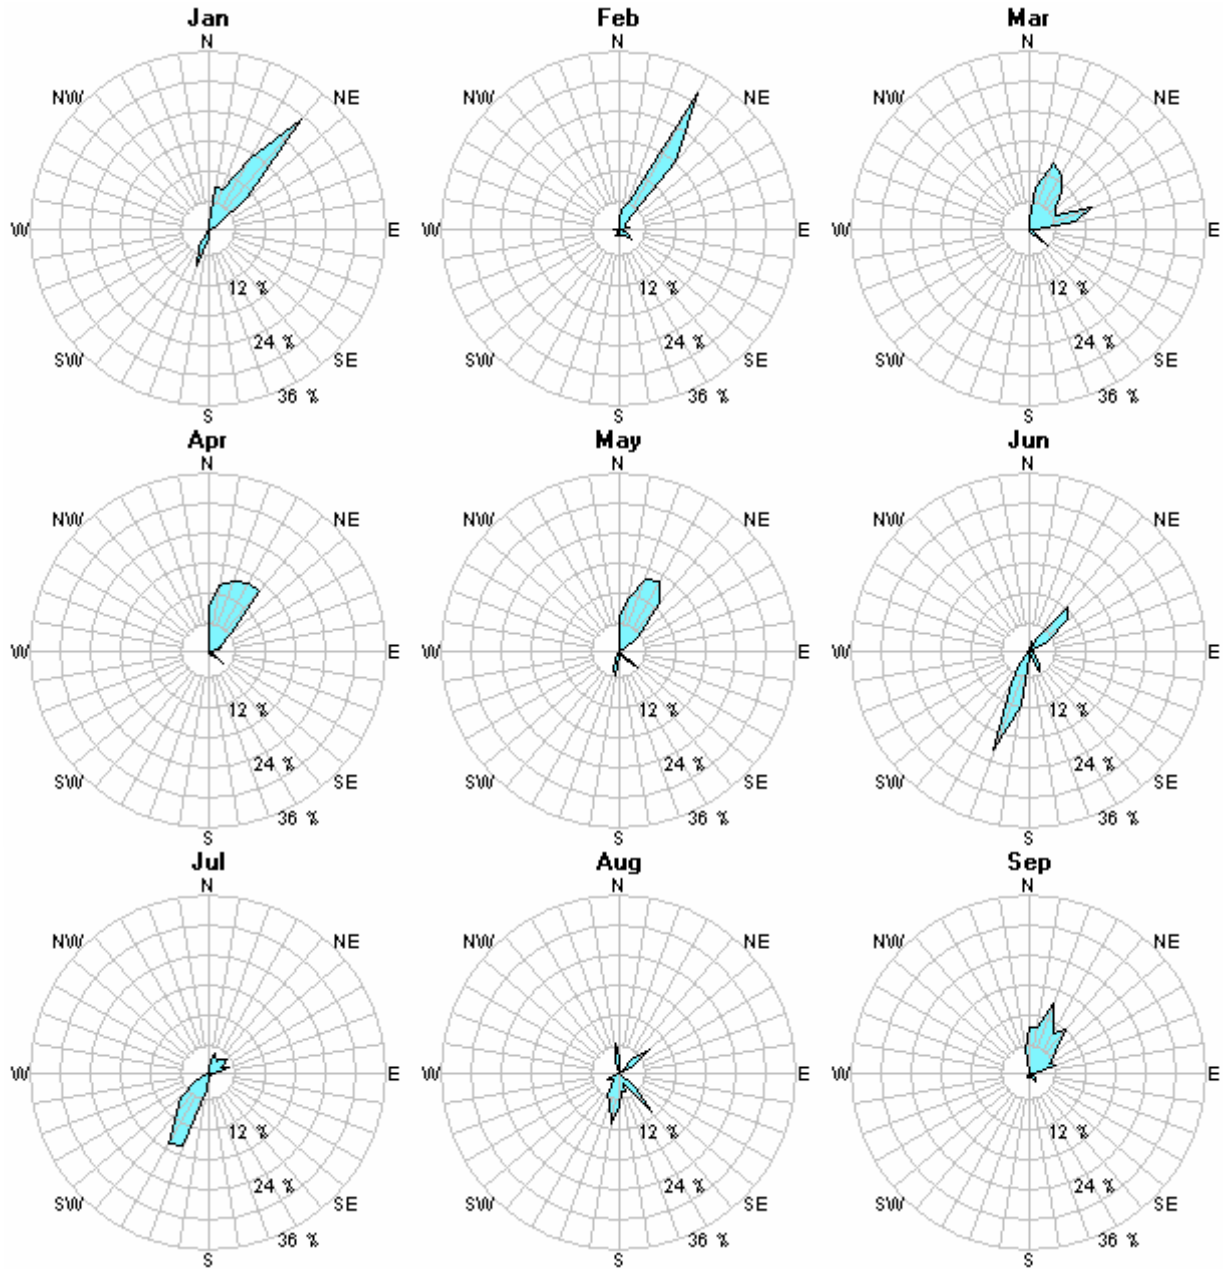 Jan Feb Mar
N N N
NW NE NW NE NW NE
W E W E W E
12 % 12 % 12 %
24 % 24 % 24 %
SW SE SW SE SW SE
36 % 36 % 36 %
S S S
Apr May Jun
N N N
NW NE NW NE NW NE
W E W E W E
12 % 12 % 12 %
24 % 24 % 24 %
SW SE SW SE SW SE
36 % 36 % 36 %
S S S
Jul Aug Sep
N N N
NW NE NW NE NW NE
W E W E W E
12 % 12 % 12 %
24 % 24 % 24 %
SW SE SW SE SW SE
36 % 36 % 36 %
S S S